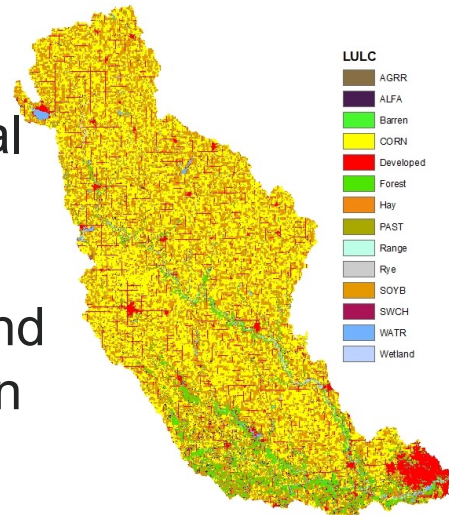 al
nd
n
LULC
AGRR
ALFA
Barren
CORN
Developed
Forest
Hay
PAST
Range
Rye
SOYB
SWCH
WATR
Wetland